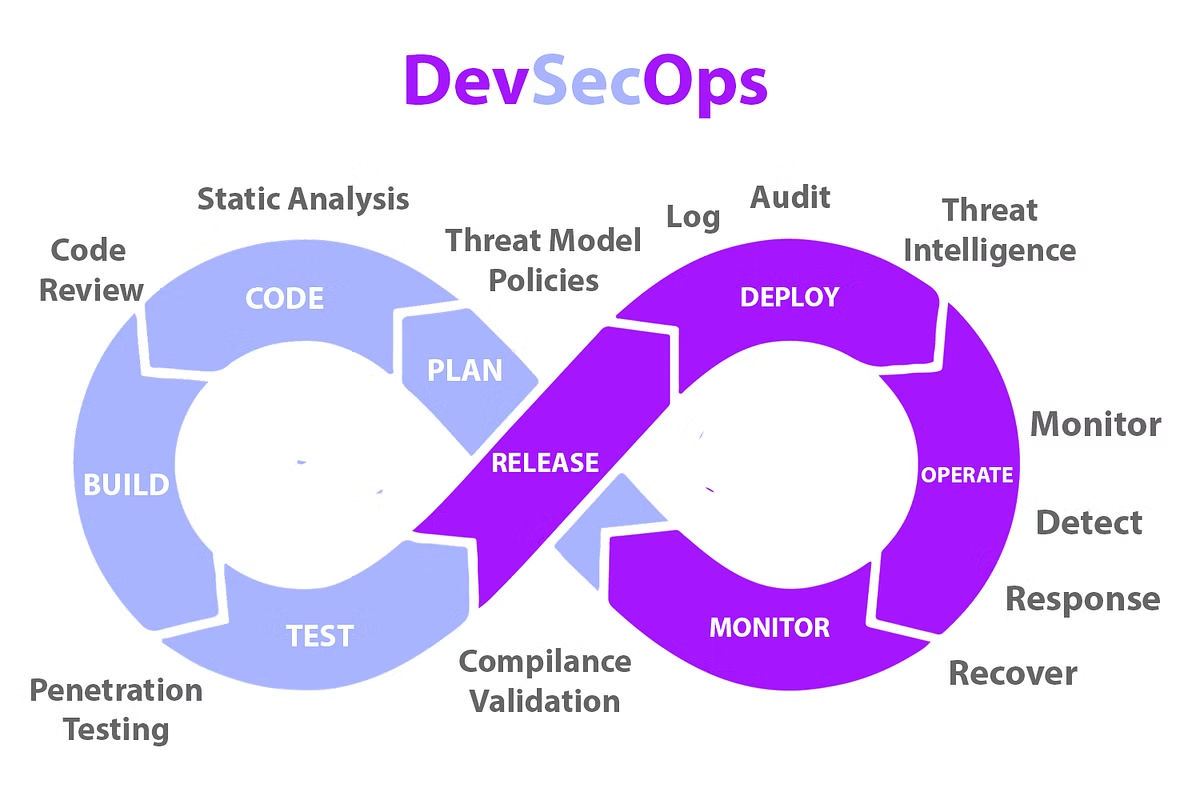 DevSecOps
Static Analysis
Code
Review
Threat Model
Policies
Log
Audit
Threat
Intelligence
CODE
PLAN
DEPLOY
BUILD
RELEASE
OPERATE
Monitor
Detect
Response
Recover
TEST
MONITOR
Compilance
Validation
Penetration
Testing